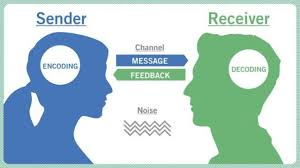 Sender
Receiver
Channel
ENCODING
MESSAGE
DECODING
FEEDBACK
Noise